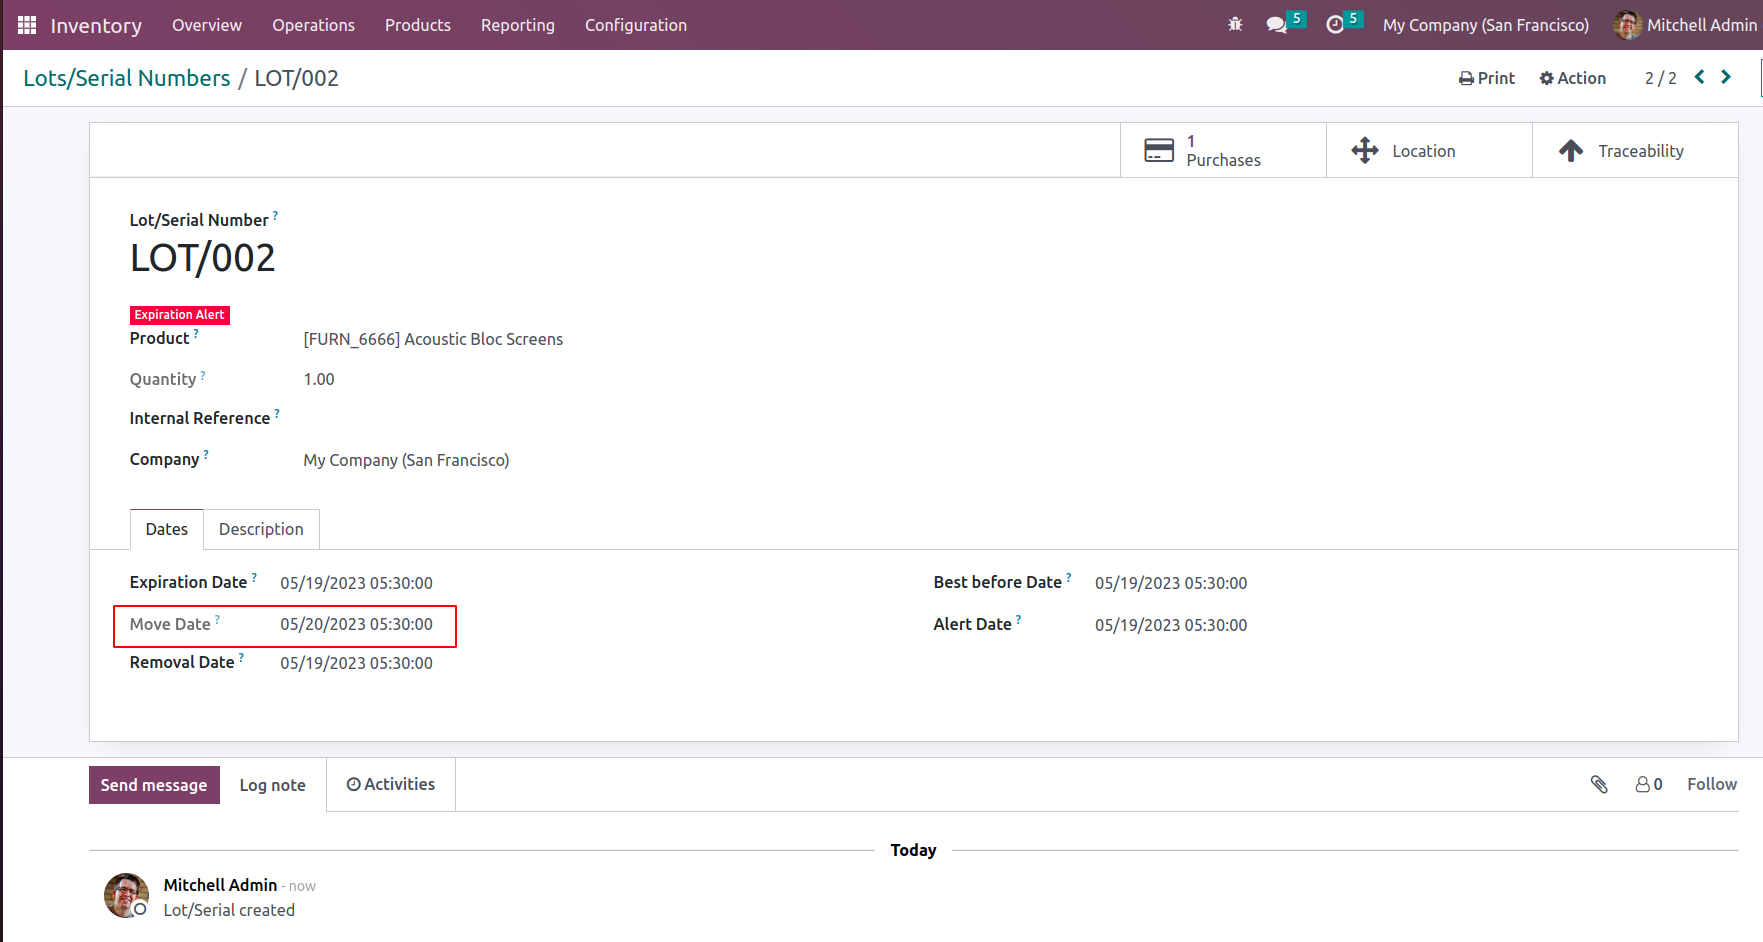 Inventory Overview Operations Products Reporting Configuration 5 5 My Company (San Francisco) Mitchell Admin
Lots/Serial Numbers / LOT/002 Print Action 2 / 2
1
Purchases Location Traceability
Lot/Serial Number ?
LOT/002
Expiration Alert
Product ? [FURN_6666] Acoustic Bloc Screens
Quantity ? 1.00
Internal Reference ?
Company ? My Company (San Francisco)
Dates Description
Expiration Date ? 05/19/2023 05:30:00 Best before Date ? 05/19/2023 05:30:00
Move Date ? 05/20/2023 05:30:00 Alert Date ? 05/19/2023 05:30:00
Removal Date ? 05/19/2023 05:30:00
Send message Log note Activities 0 Follow
Today
Mitchell Admin - now
Lot/Serial created